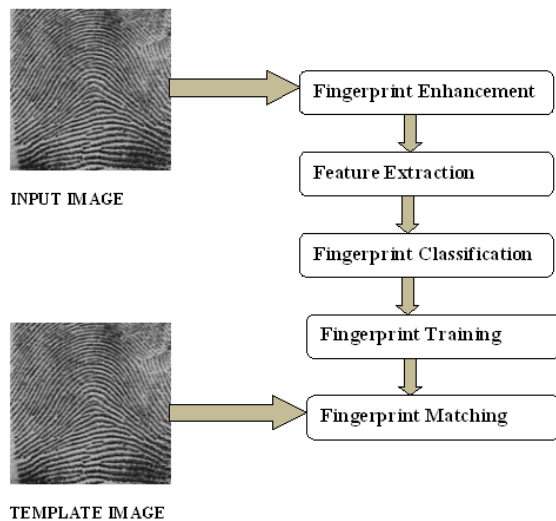 Fingerprint Enhancement
Feature Extraction
INPUT IMAGE
Fingerprint Classification
Fingerprint Training
Fingerprint Matching
TEMPLATE IMAGE